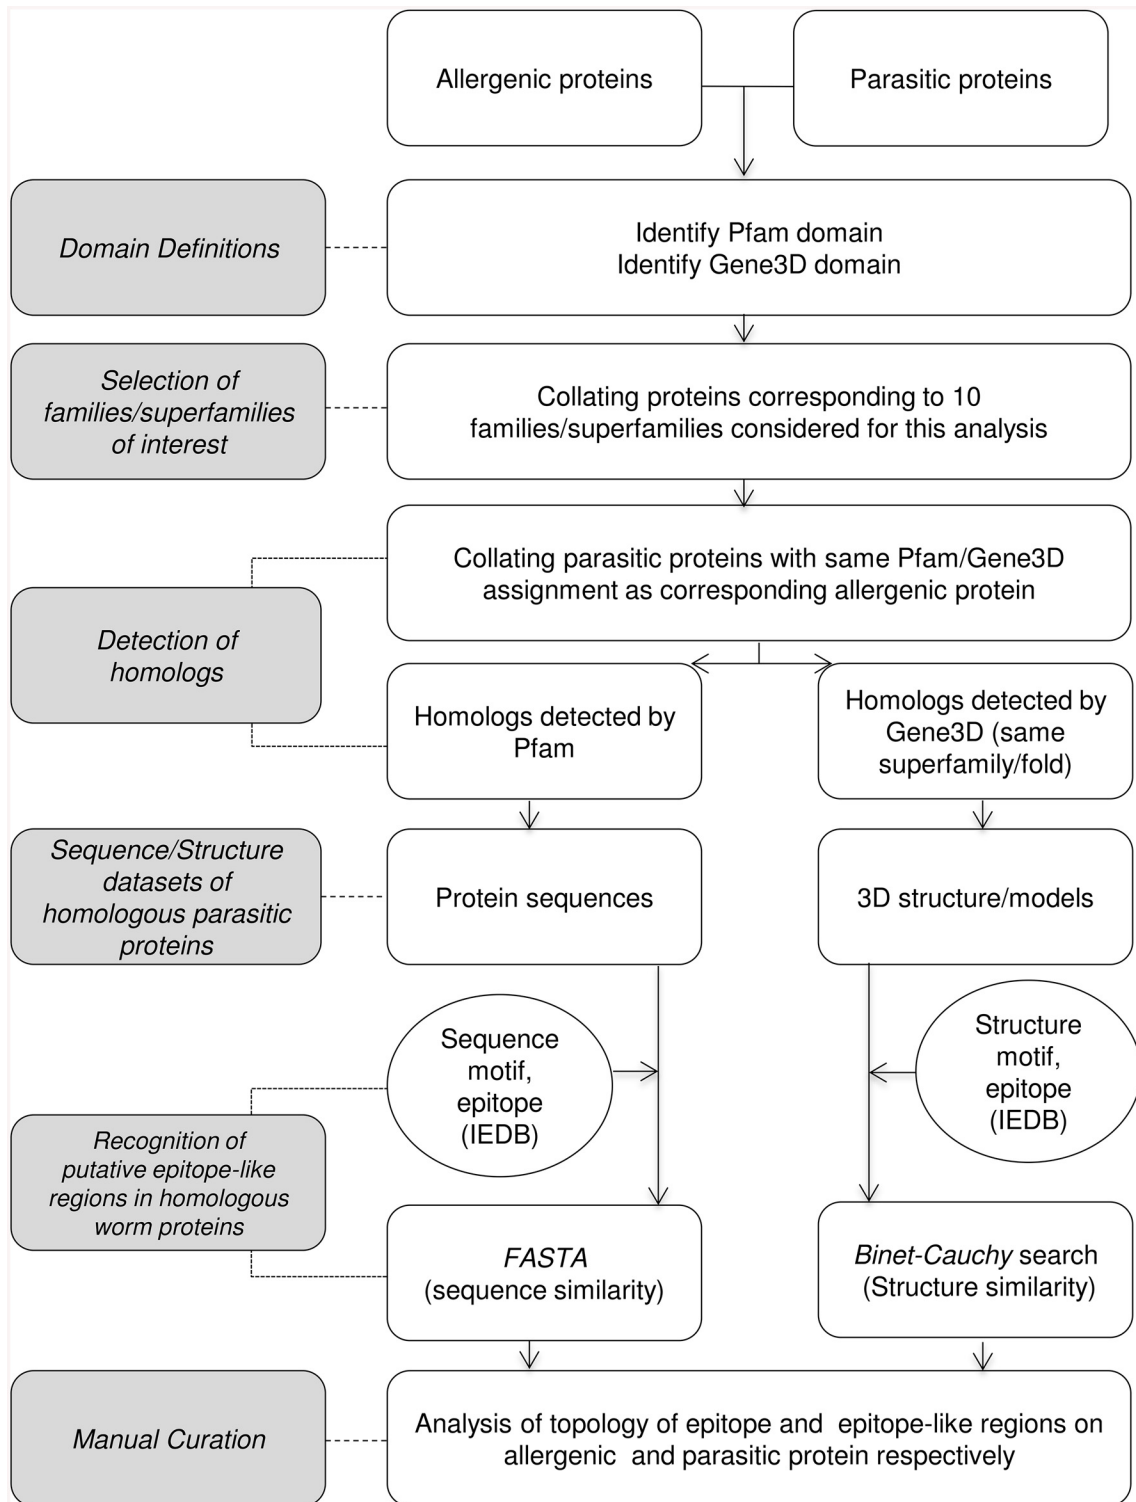 Allergenic proteins
Parasitic proteins
Domain Definitions
Identify Pfam domain
Identify Gene3D domain
Selection of
families/superfamilies
of interest
Collating proteins corresponding to 10
families/superfamilies considered for this analysis
Collating parasitic proteins with same Pfam/Gene3D
assignment as corresponding allergenic protein
Detection of
homologs
Homologs detected by
Pfam
Homologs detected by
Gene3D (same
superfamily/fold)
Sequence/Structure
datasets of
homologous parasitic
proteins
Protein sequences
3D structure/models
Sequence
motif,
epitope
(IEDB)
Structure
motif,
epitope
(IEDB)
Recognition of
putative epitope-like
regions in homologous
worm proteins
FASTA
(sequence similarity)
Binet-Cauchy search
(Structure similarity)
Manual Curation
Analysis of topology of epitope and  epitope-like regions on
allergenic  and parasitic protein respectively